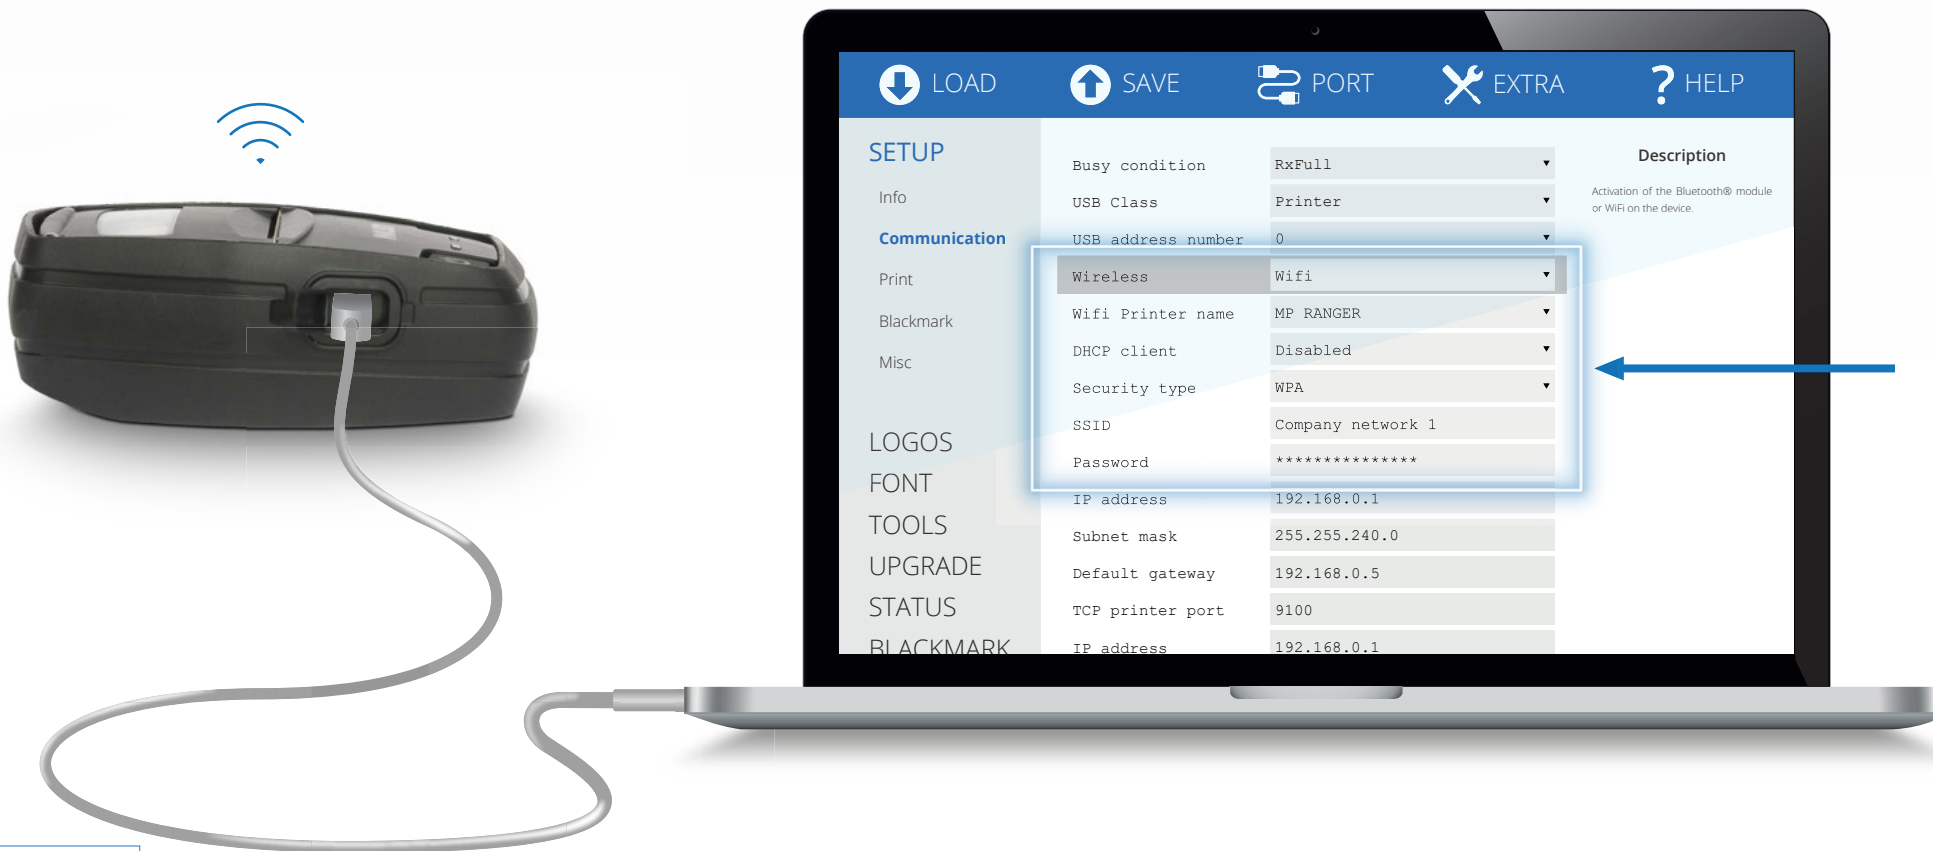 LOAD SAVE PORT EXTRA ? HELP
SETUP
Info
Communication
Print
Blackmark
Misc
LOGOS
FONT
TOOLS
UPGRADE
STATUS
BLACKMARK
Busy condition RxFull
USB Class Printer
USB address number 0
Wireless Wifi
Wifi Printer name MP RANGER
DHCP client Disabled
Security type WPA
SSID Company network 1
Password ***************
IP address 192.168.0.1
Subnet mask 255.255.240.0
Default gateway 192.168.0.5
TCP printer port 9100
IP address 192.168.0.1
Description
Activation of the Bluetooth® module
or WiFi on the device.